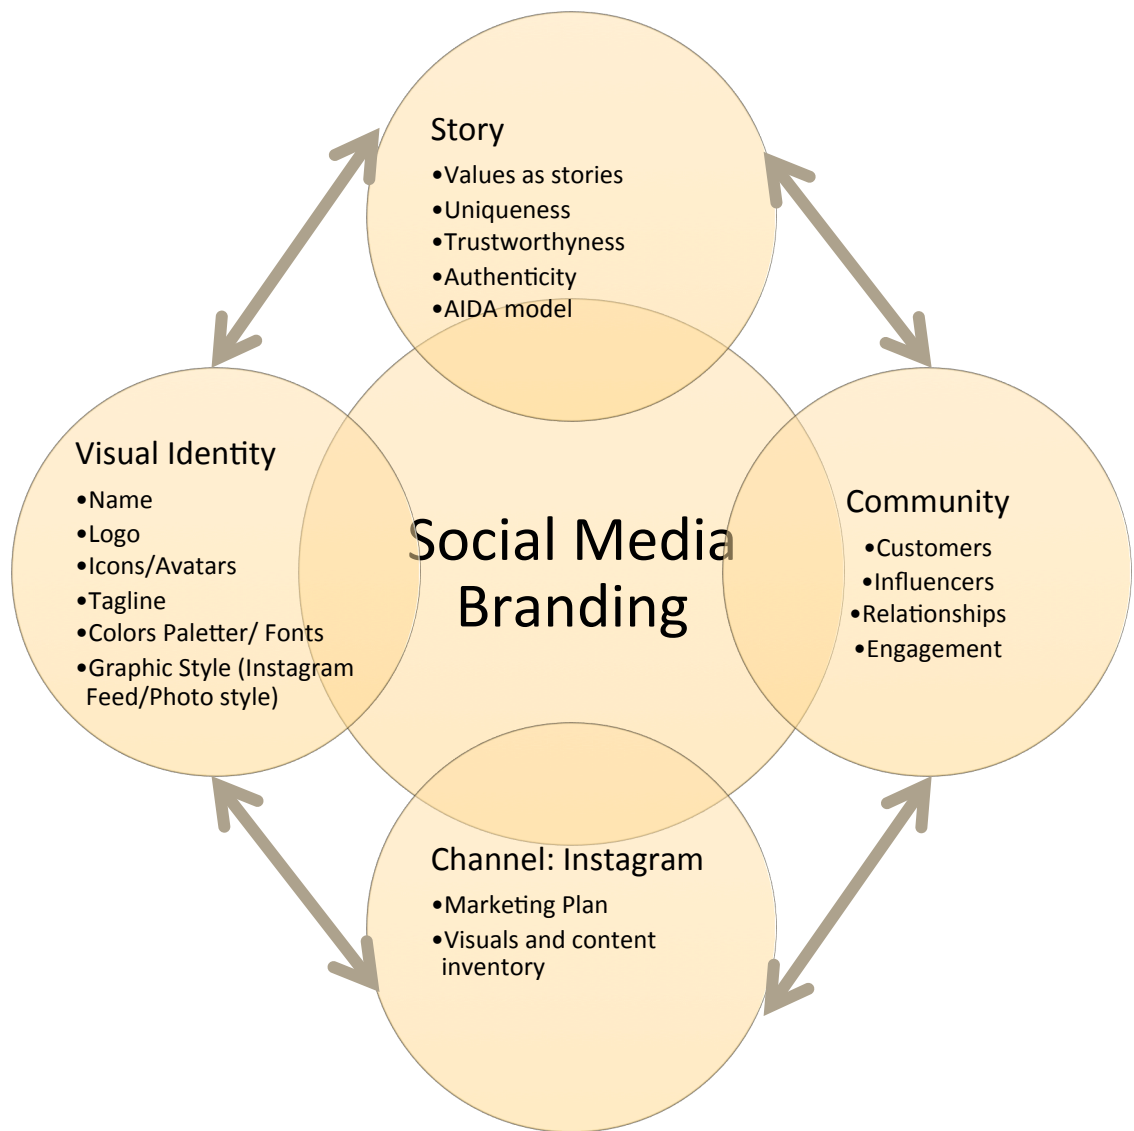 Story
•Values as stories
•Uniqueness
•Trustworthyness
•Authenticity
•AIDA model
Visual Identity
•Name
•Logo
•Icons/Avatars
•Tagline
•Colors Paletter/ Fonts
•Graphic Style (Instagram
Feed/Photo style)
Social Media
Branding
Community
•Customers
•Influencers
•Relationships
•Engagement
Channel: Instagram
•Marketing Plan
•Visuals and content
inventory